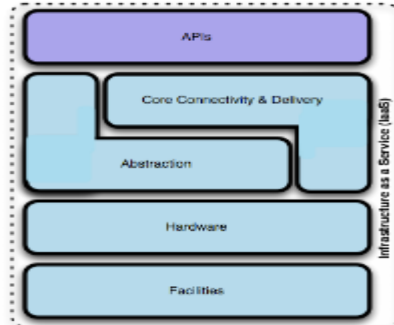 APIs
Core Connectivity & Delivery
Abstraction
Hardware
Facilities
Infrastructure as a Service (IaaS)